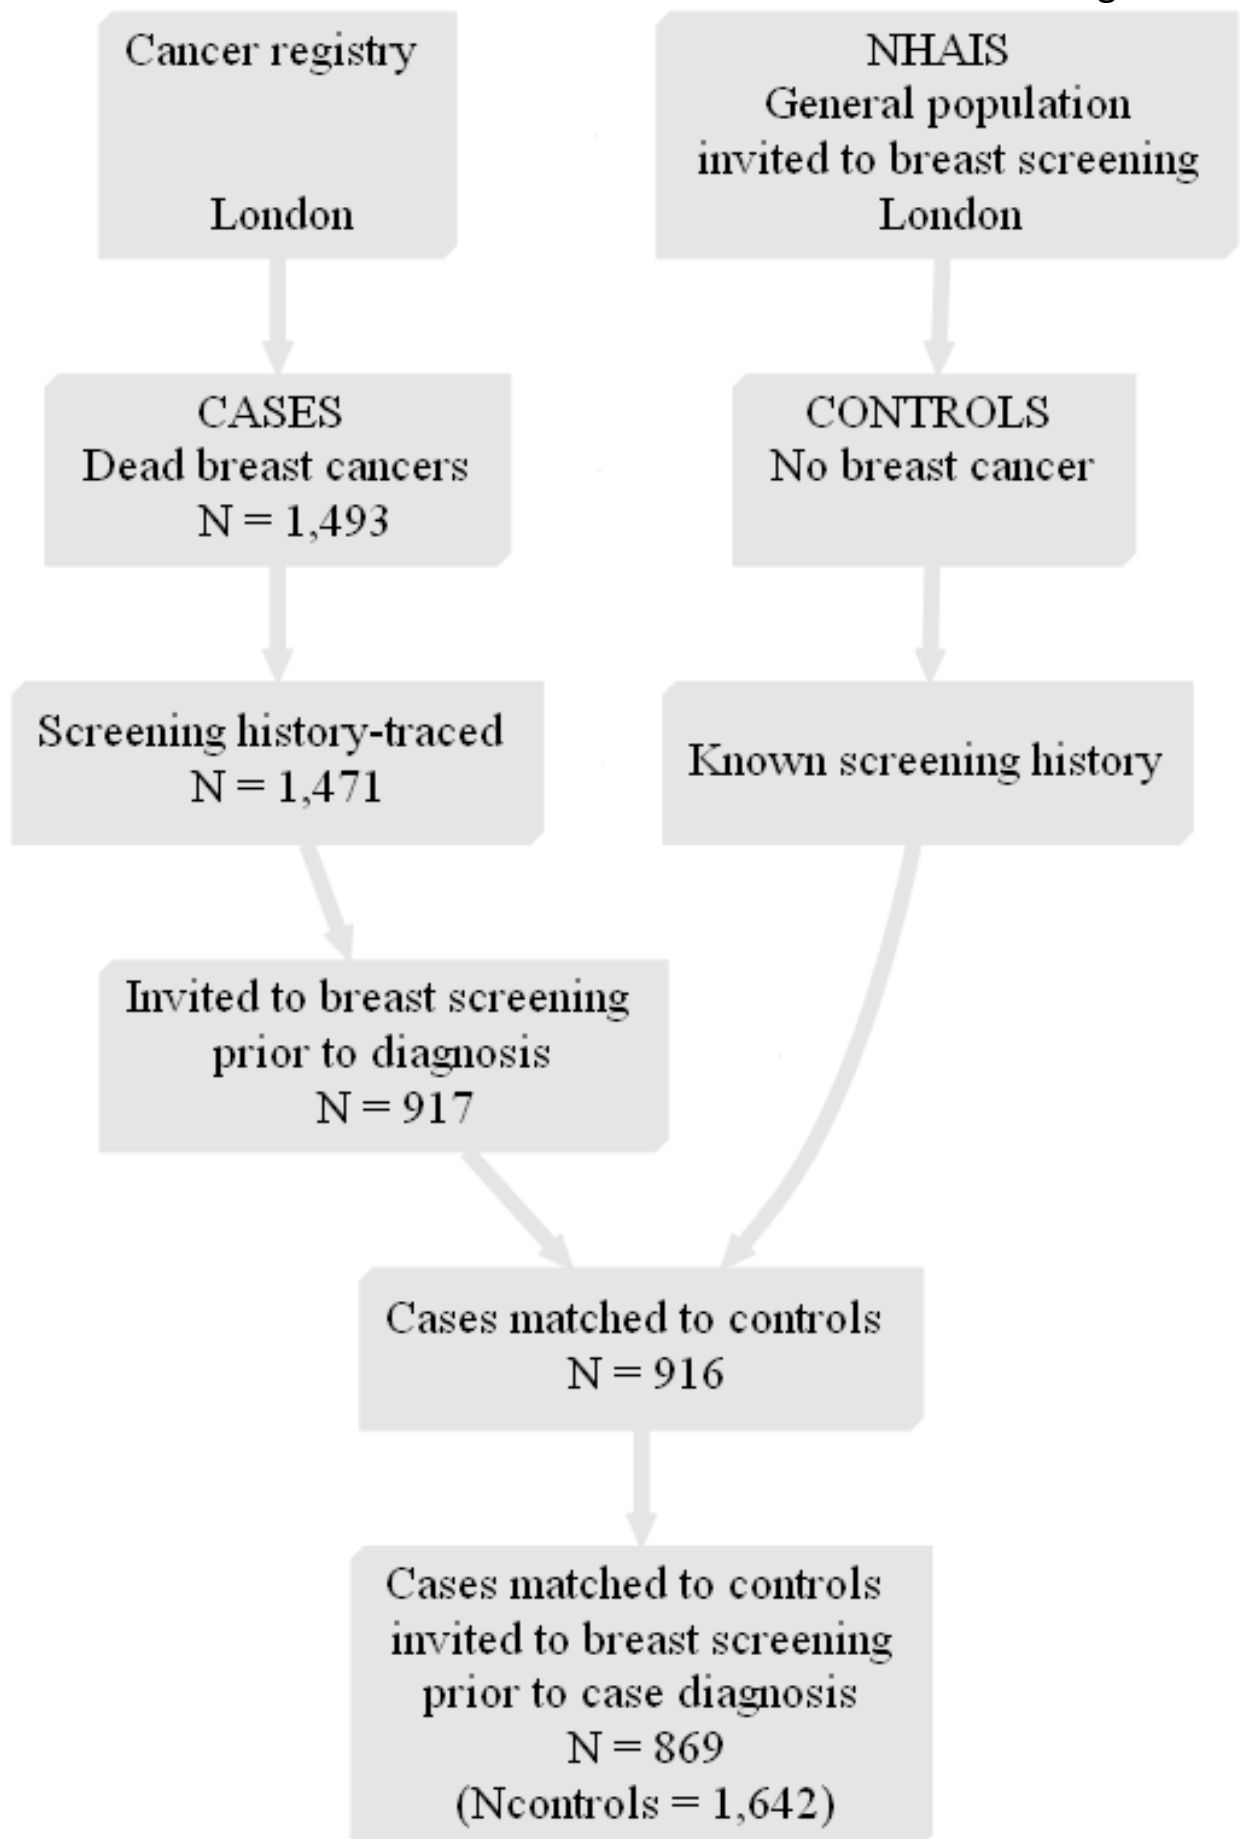 Cancer registry
London
NHAIS
General population
invited to breast screening
London
CASES
Dead breast cancers
N = 1,493
CONTROLS
No breast cancer
Screening history-traced
N = 1,471
Known screening history
Invited to breast screening
prior to diagnosis
N = 917
Cases matched to controls
N = 916
Cases matched to controls
invited to breast screening
prior to case diagnosis
N = 869
(Ncontrols = 1,642)